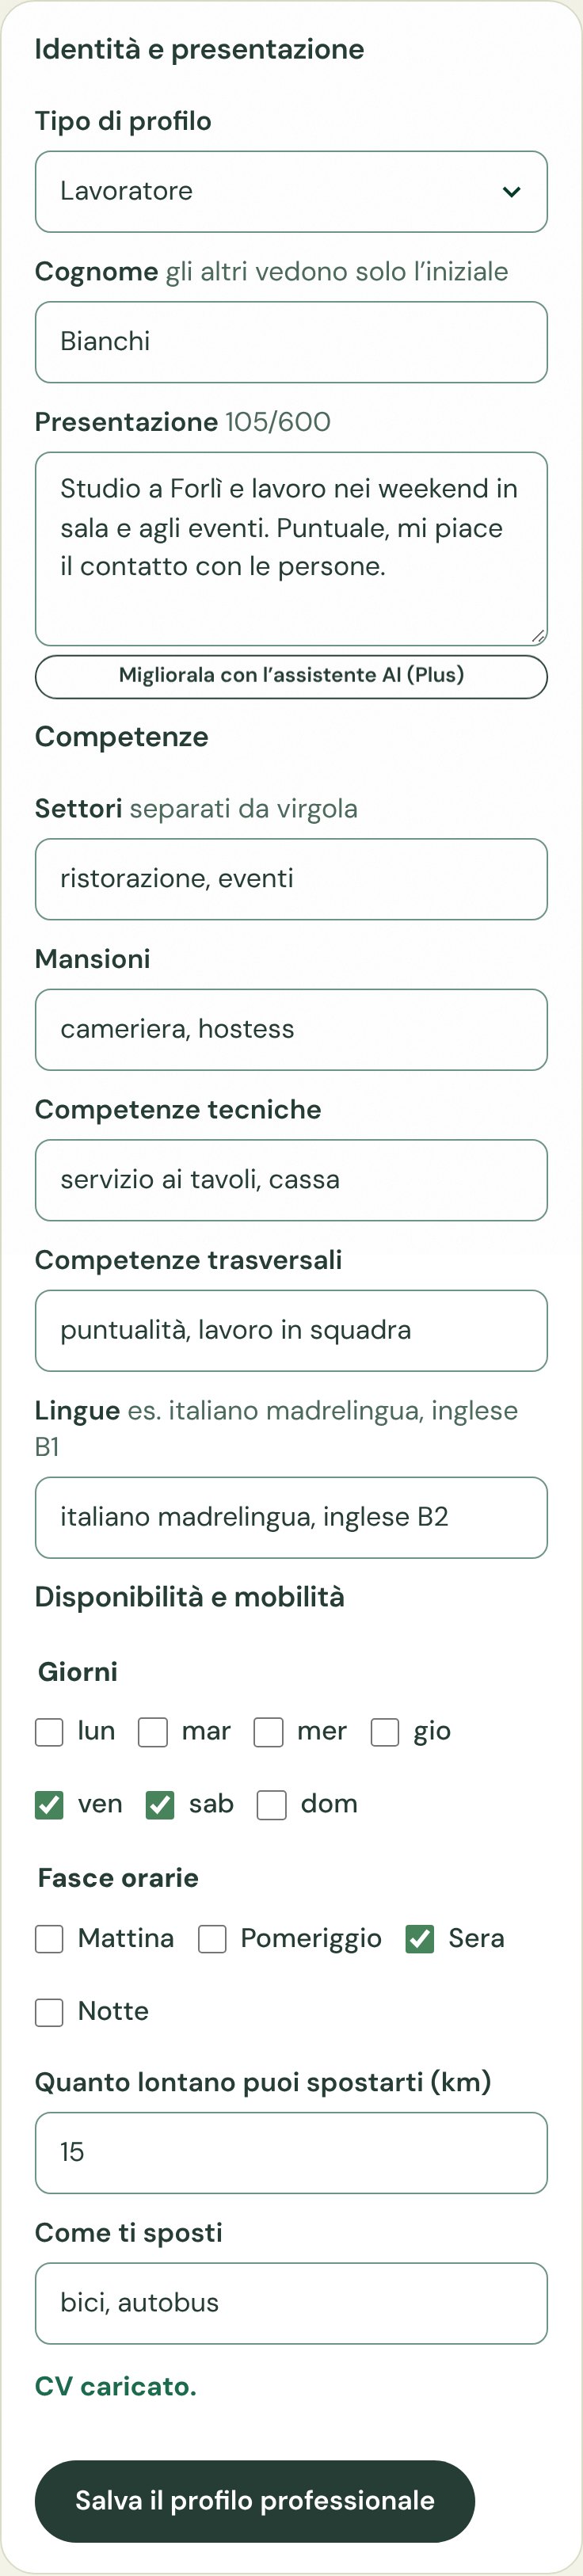 Identità e presentazione
Tipo di profilo
Lavoratore
Cognome gli altri vedono solo l’iniziale
Bianchi
Presentazione 105/600
Studio a Forlì e lavoro nei weekend in
sala e agli eventi. Puntuale, mi piace
il contatto con le persone.
Migliorala con l’assistente AI (Plus)
Competenze
Settori separati da virgola
ristorazione, eventi
Mansioni
cameriera, hostess
Competenze tecniche
servizio ai tavoli, cassa
Competenze trasversali
puntualità, lavoro in squadra
Lingue es. italiano madrelingua, inglese
B1
italiano madrelingua, inglese B2
Disponibilità e mobilità
Giorni
lun mar mer gio
ven sab dom
Fasce orarie
Mattina Pomeriggio Sera
Notte
Quanto lontano puoi spostarti (km)
15
Come ti sposti
bici, autobus
CV caricato.
Salva il profilo professionale